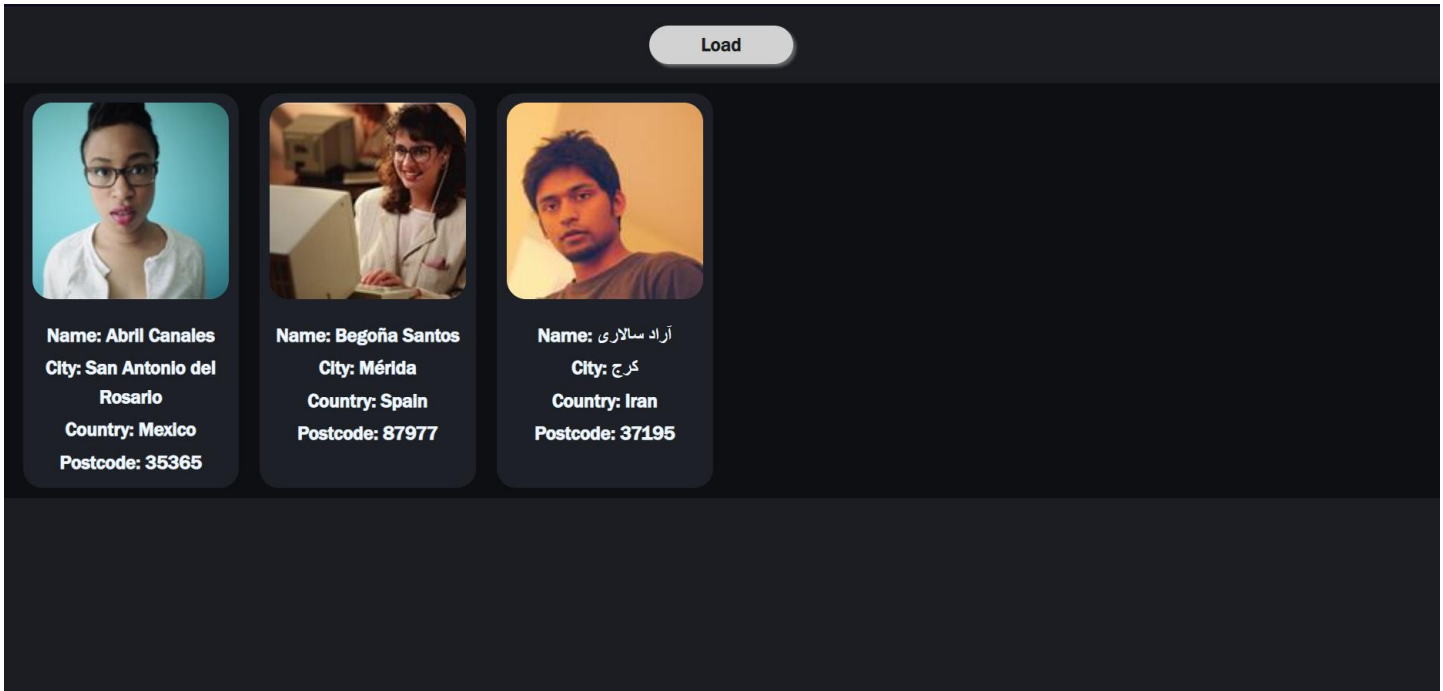 Load
Name: Abril Canales
City: San Antonio del
Rosario
Country: Mexico
Postcode: 35365
Name: Begoña Santos
City: Mérida
Country: Spain
Postcode: 87977
Name: آراد سالاری
City: کرج
Country: Iran
Postcode: 37195